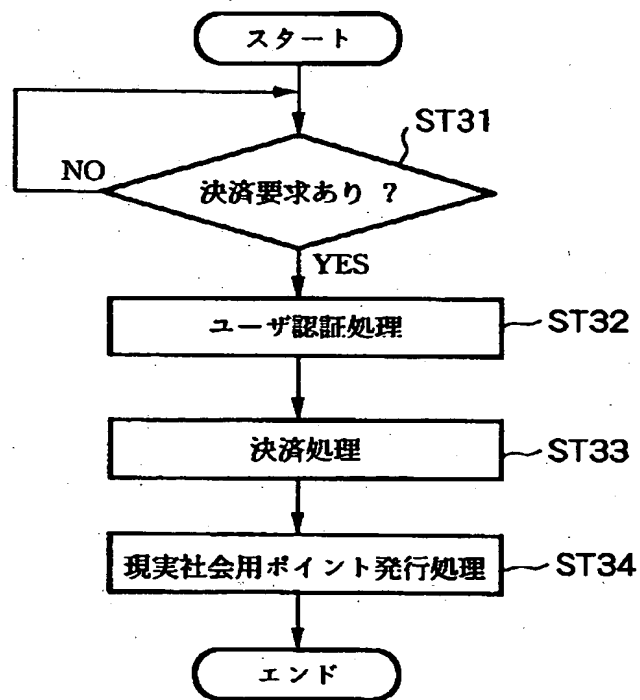 スタート
ST31
NO
決済要求あり ?
YES
ユーザ認証処理
ST32
決済処理
ST33
現実社会用ポイント発行処理
ST34
エンド